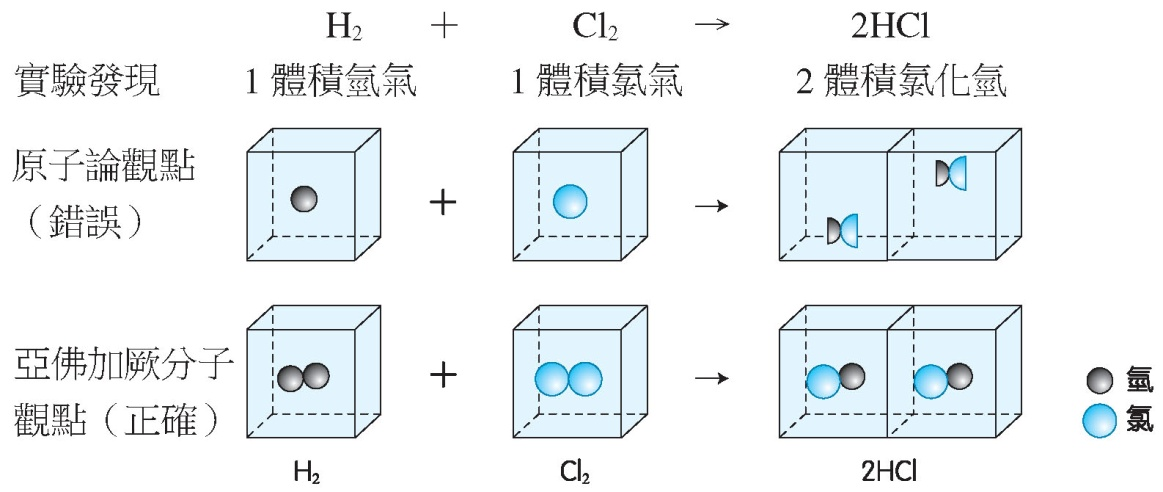 H₂ + Cl₂ → 2HCl
實驗發現 1 體積氫氣 1 體積氯氣 2 體積氯化氫
原子論觀點
（錯誤）
+ →
亞佛加厥分子
觀點（正確）
+ →
氫
氯
H₂ Cl₂ 2HCl